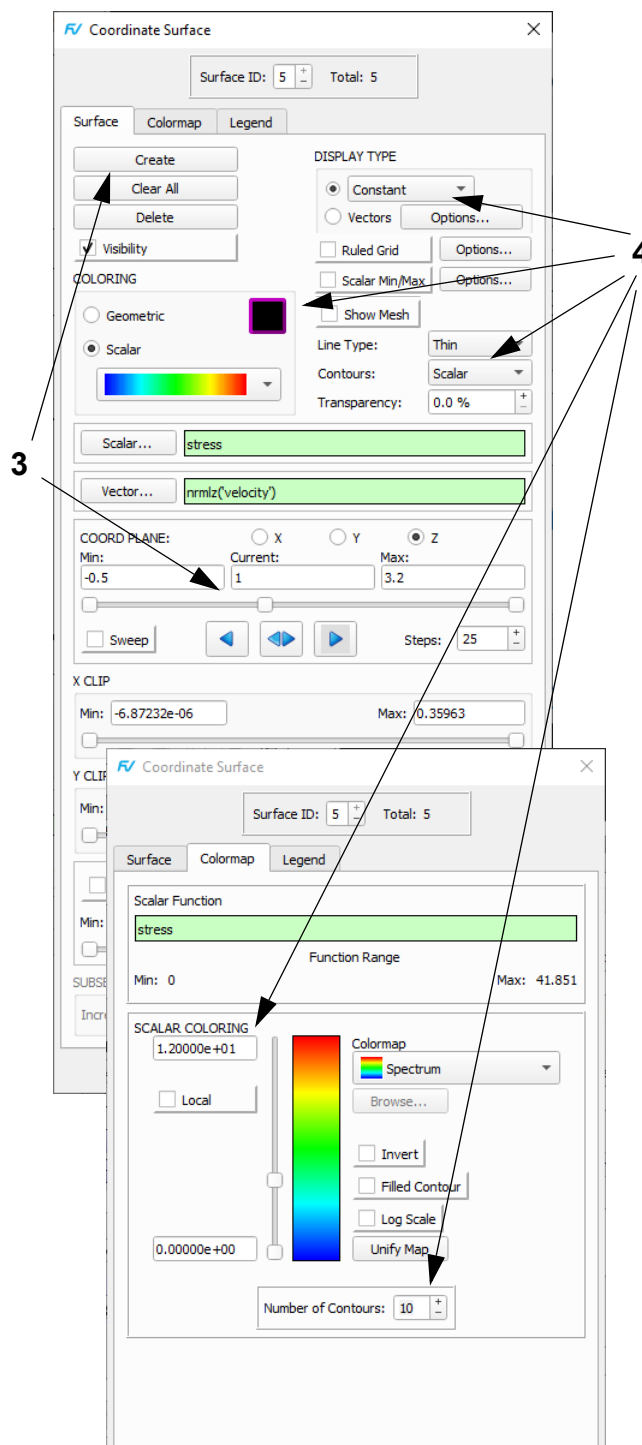 FV Coordinate Surface
Surface ID: 5 Total: 5
Surface Colormap Legend
Create
DISPLAY TYPE
Clear All
Constant
Delete
Vectors Options...
Visibility
Ruled Grid Options...
4
COLORING
Scalar Min/Max Options...
Geometric
Show Mesh
Scalar
Line Type: Thin
Contours: Scalar
Transparency: 0.0 %
Scalar... stress
3
Vector... nrmlz('velocity')
COORD PLANE: X Y Z
Min: Current: Max:
-0.5 1 3.2
Sweep Steps: 25
X CLIP
Min: -6.87232e-06 Max: 0.35963
Y CLIP
Min:
Min:
SUBSE
Incre
FV Coordinate Surface
Surface ID: 5 Total: 5
Surface Colormap Legend
Scalar Function
stress
Function Range
Min: 0 Max: 41.851
SCALAR COLORING
1.20000e+01
Colormap
Spectrum
Local
Browse...
Invert
Filled Contour
Log Scale
0.00000e+00
Unify Map
Number of Contours: 10